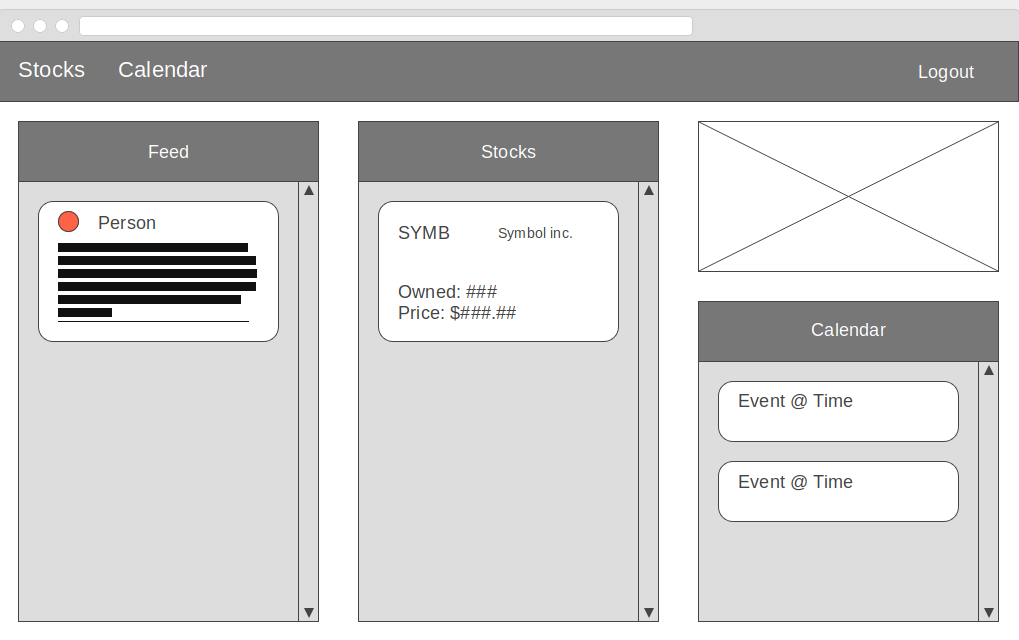 Stocks Calendar Logout
Feed
Person
Stocks
SYMB Symbol inc.
Owned: ###
Price: $###.##
Calendar
Event @ Time
Event @ Time